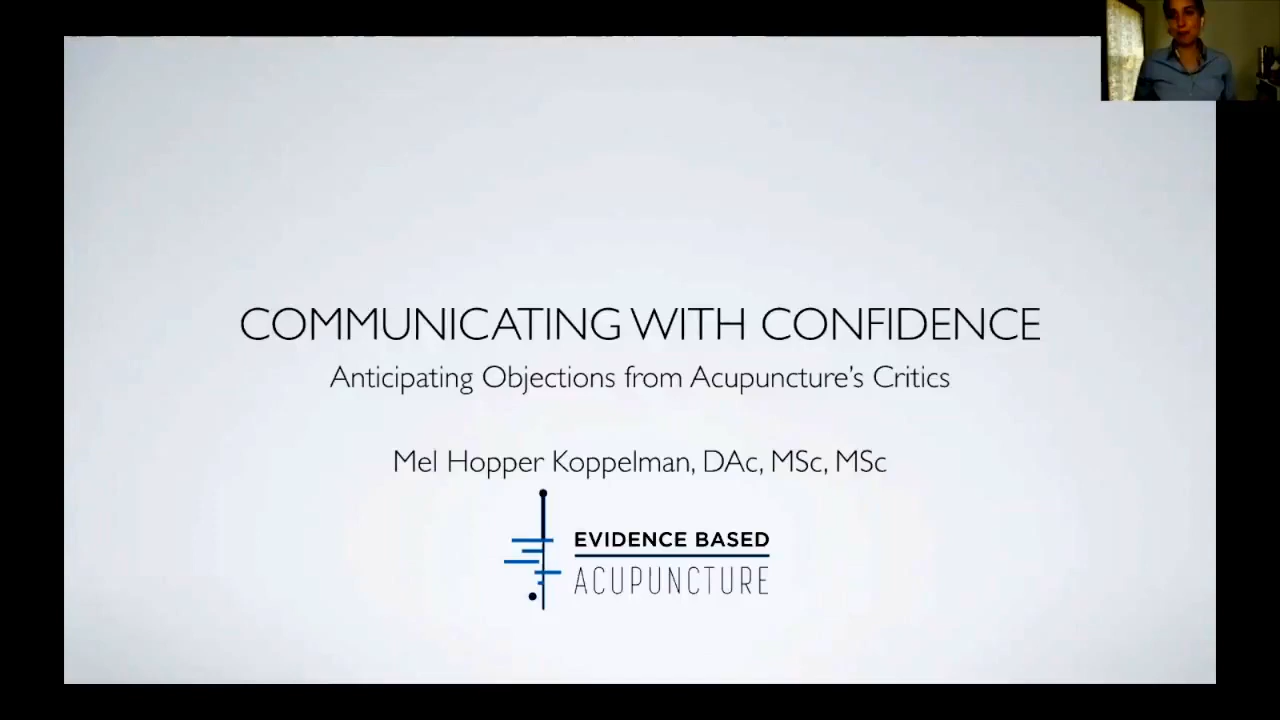 COMMUNICATING WITH CONFIDENCE
Anticipating Objections from Acupuncture's Critics
Mel Hopper Koppelman, DAc, MSc, MSc
EVIDENCE BASED
ACUPUNCTURE